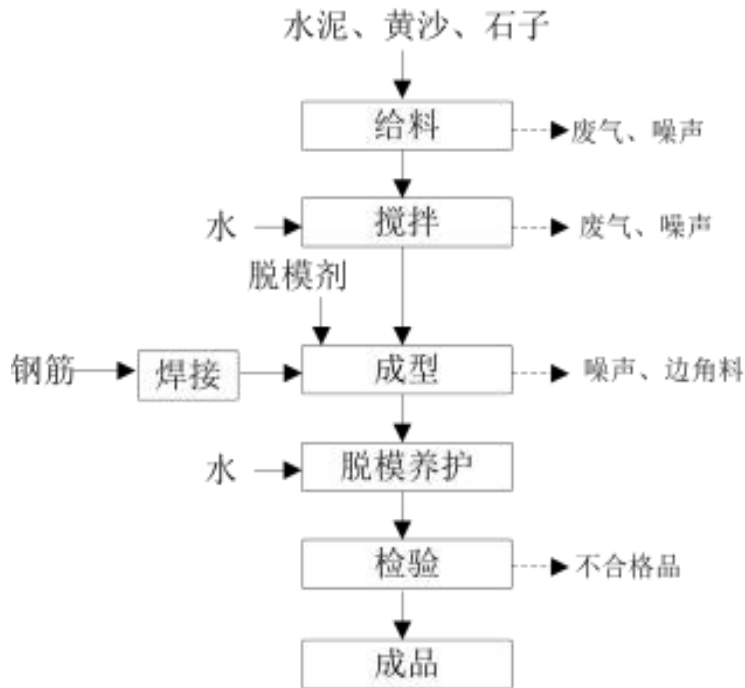 水泥、黄沙、石子
给料
废气、噪声
水
搅拌
废气、噪声
脱模剂
钢筋
焊接
成型
噪声、边角料
水
脱模养护
检验
不合格品
成品